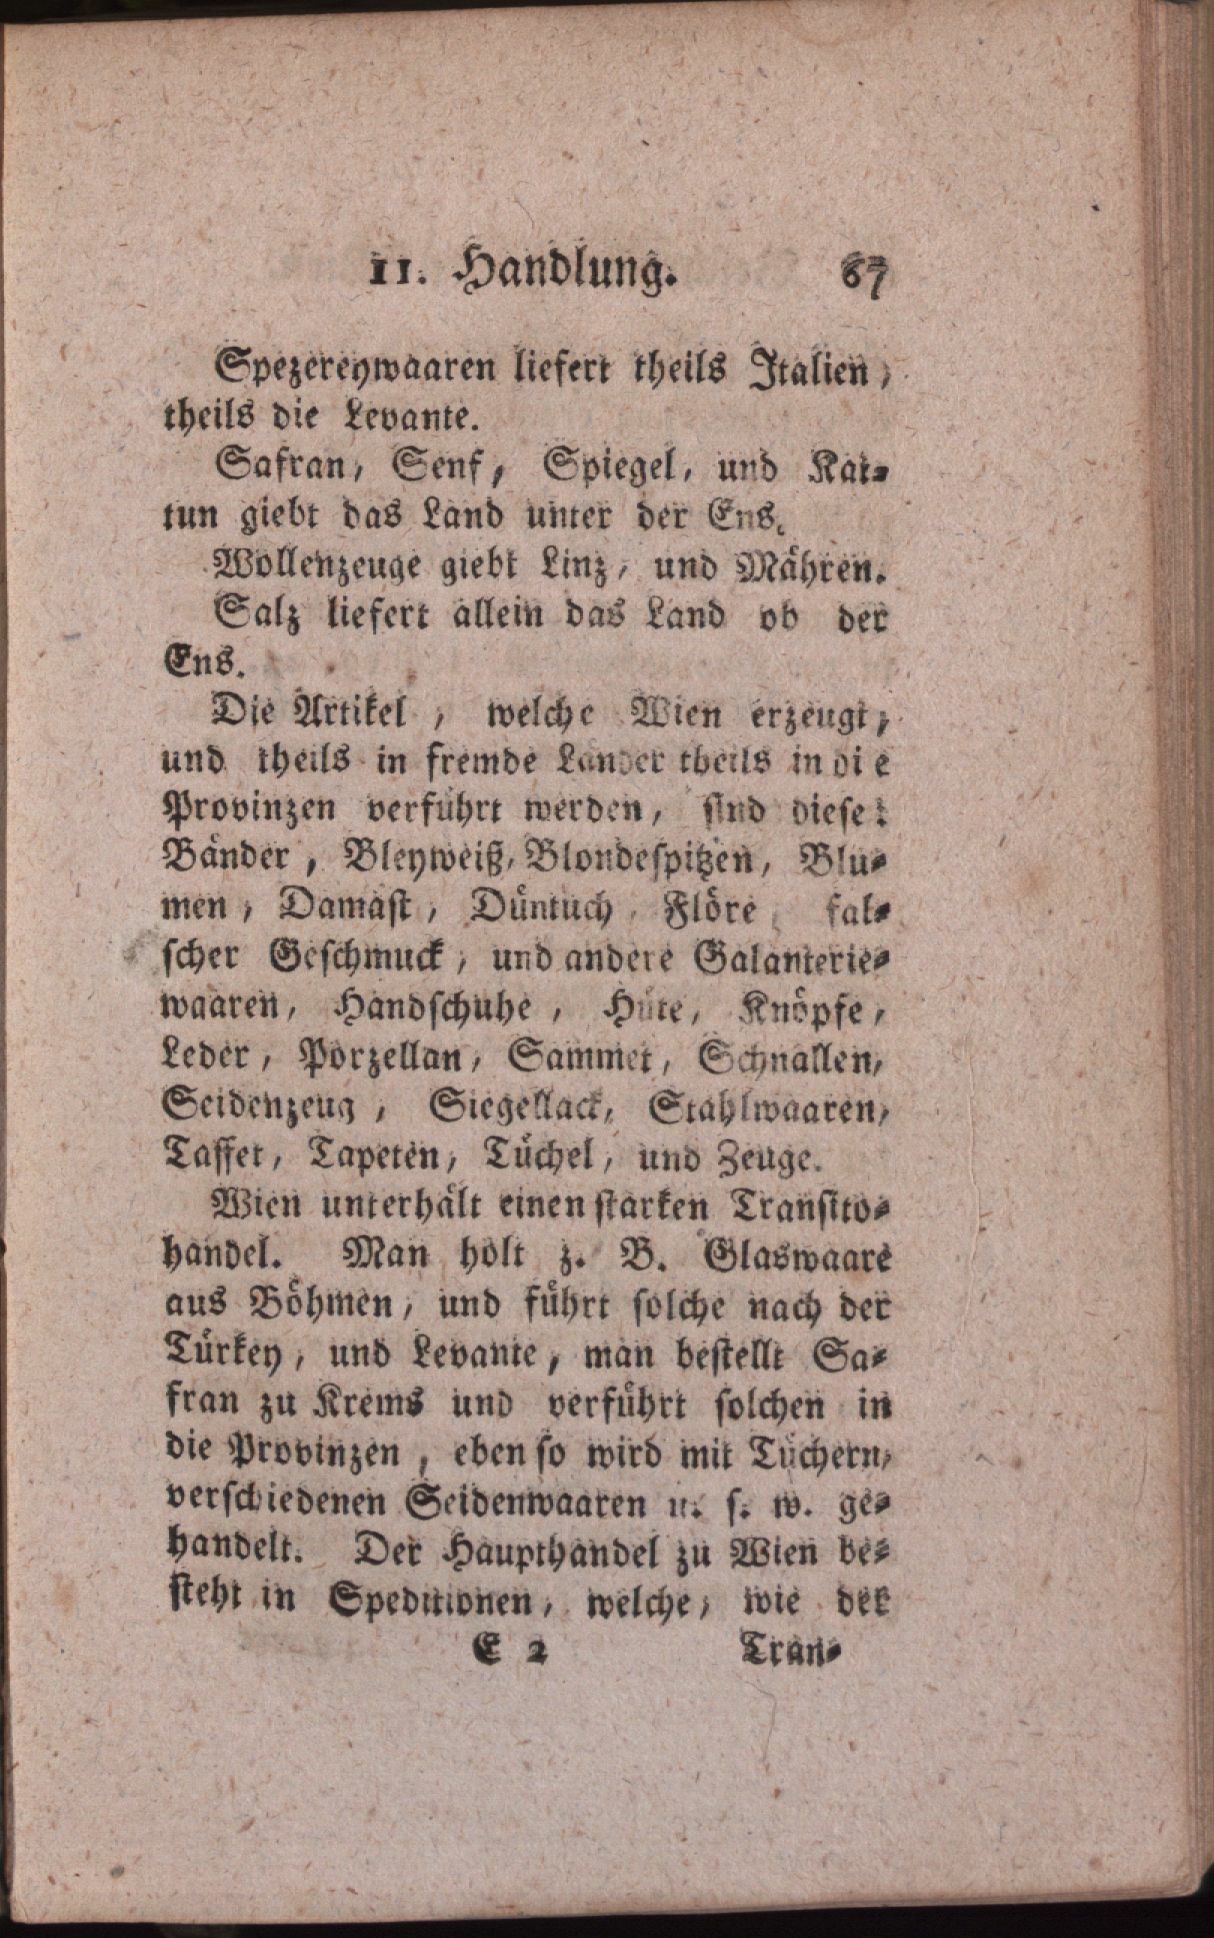 11. Handlung. 67
Spezereywaaren liefert theils Italien,
theils die Levante.
Safran, Senf, Spiegel, und Kat-
tun giebt das Land unter der Ens.
Wollenzeuge giebt Linz, und Mähren.
Salz liefert allein das Land ob der
Ens.
Die Artikel, welche Wien erzeugt,
und theils in fremde Länder theils in die
Provinzen verführt werden, sind diese:
Bänder, Bleyweiß, Blondespitzen, Blu-
men, Damast, Düntuch, Flöre, fal-
scher Geschmuck, und andere Galanterie-
waaren, Handschuhe, Hüte, Knöpfe,
Leder, Porzellan, Sammet, Schnallen,
Seidenzeug, Siegellack, Stahlwaaren,
Taffet, Tapeten, Tüchel, und Zeuge.
Wien unterhält einen starken Transito-
handel. Man holt z. B. Glaswaare
aus Böhmen, und führt solche nach der
Türkey, und Levante, man bestellt Sa-
fran zu Krems und verführt solchen in
die Provinzen, eben so wird mit Tüchern,
verschiedenen Seidenwaaren u. s. w. ge-
handelt. Der Haupthandel zu Wien be-
steht in Speditionen, welche, wie der
E 2 Tran-